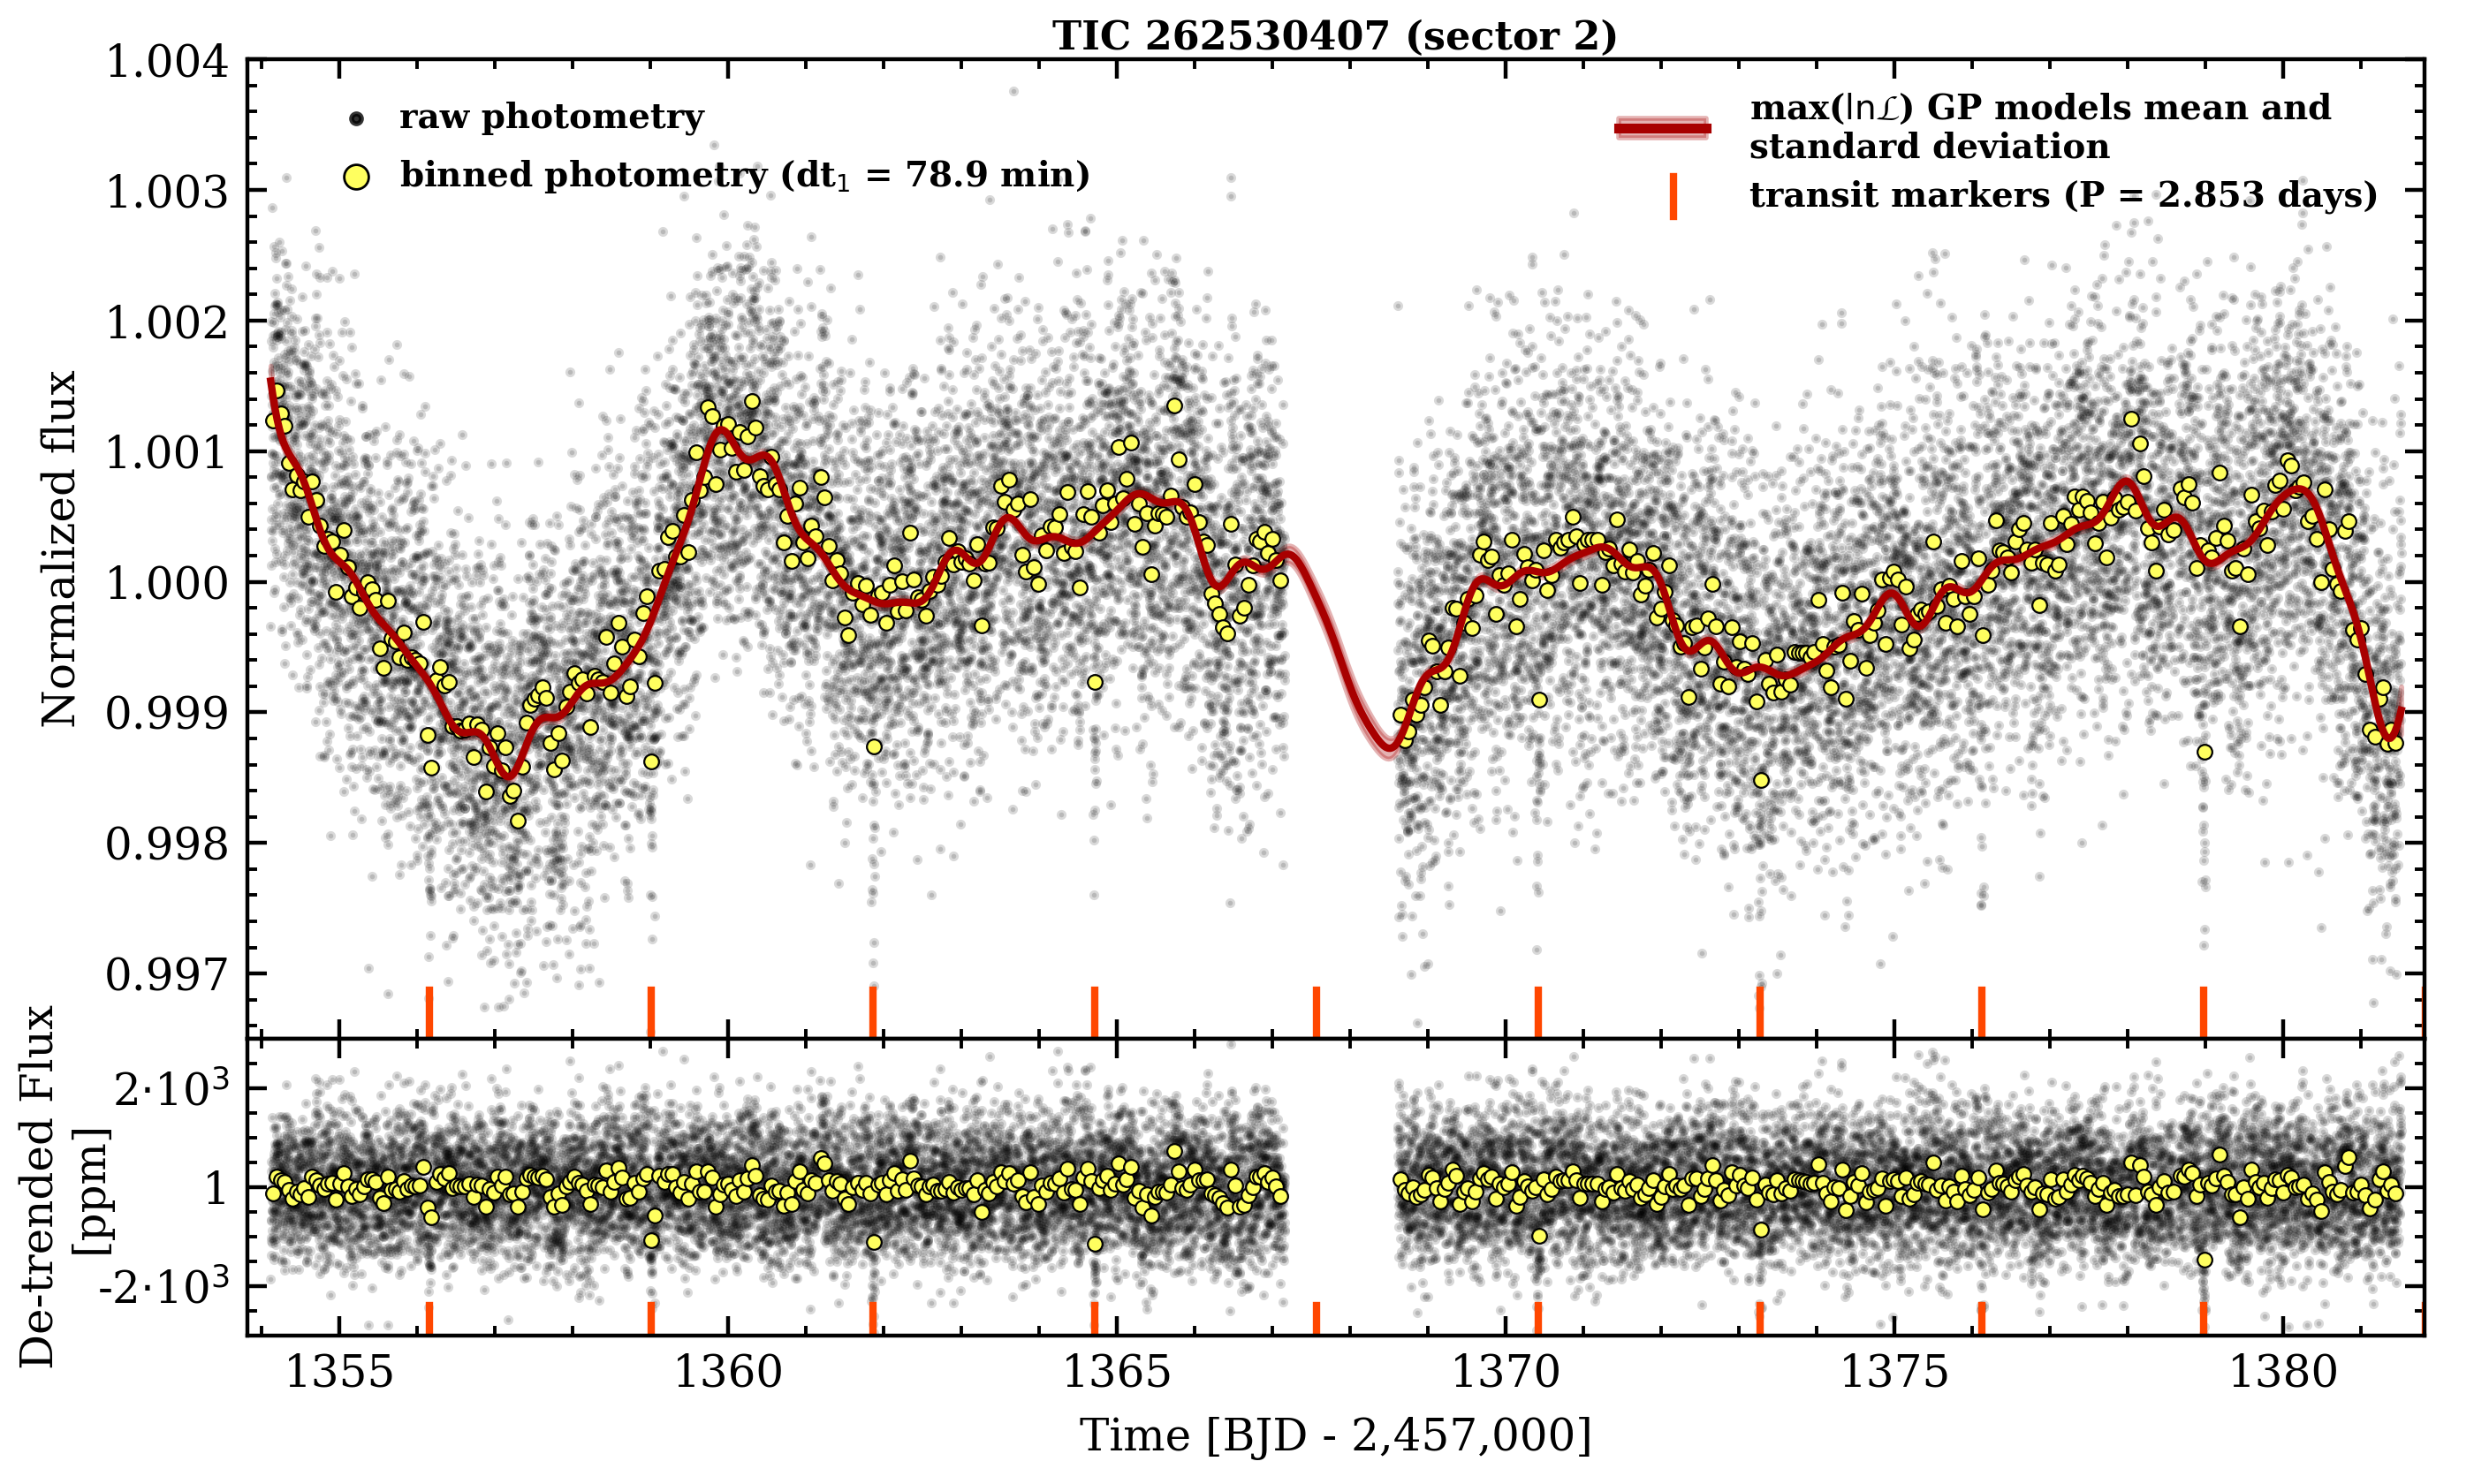 TIC 262530407 (sector 2)
raw photometry
binned photometry (dt₁ = 78.9 min)
max(lnℒ) GP models mean and
standard deviation
transit markers (P = 2.853 days)
Normalized flux
1.004
1.003
1.002
1.001
1.000
0.999
0.998
0.997
De-trended Flux
[ppm]
2·10³
1
-2·10³
1355 1360 1365 1370 1375 1380
Time [BJD - 2,457,000]